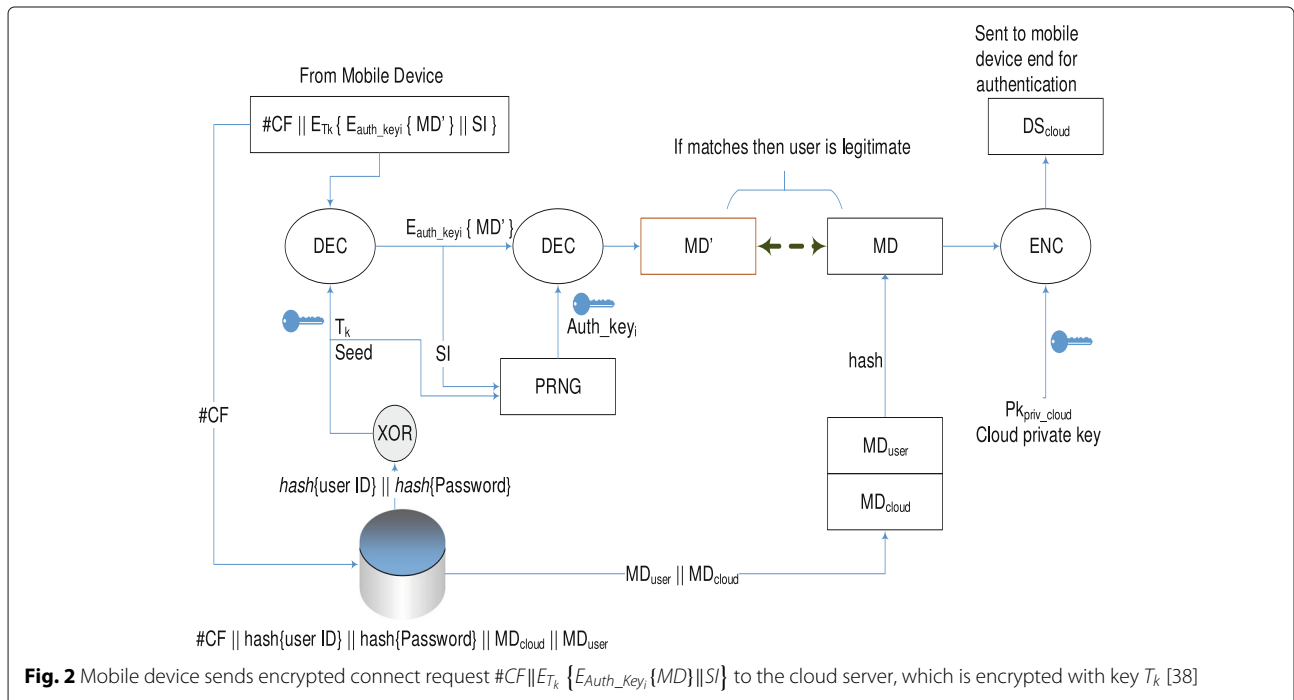 Sent to mobile
device end for
authentication
From Mobile Device
#CF || E_Tk { E_auth_keyi { MD' } || SI }
DS_cloud
If matches then user is legitimate
DEC
E_auth_keyi { MD' }
DEC
MD'
MD
ENC
T_k
Seed
SI
Auth_key_i
PRNG
hash
#CF
XOR
Pk_priv_cloud
Cloud private key
MD_user
MD_cloud
hash{user ID} || hash{Password}
MD_user || MD_cloud
#CF || hash{user ID} || hash{Password} || MD_cloud || MD_user
Fig. 2 Mobile device sends encrypted connect request #CF‖E_{T_k} {E_{Auth_Key_i}{MD}‖SI} to the cloud server, which is encrypted with key T_k [38]